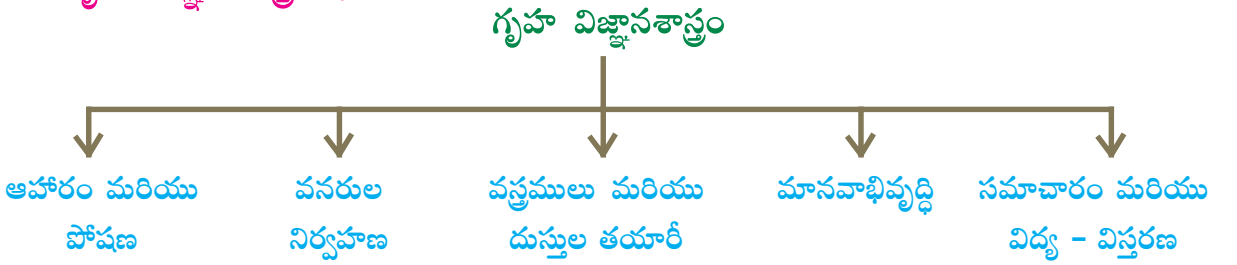 గృహ విజ్ఞానశాస్త్రం
ఆహారం మరియు
పోషణ
వనరుల
నిర్వహణ
వస్త్రములు మరియు
దుస్తుల తయారీ
మానవాభివృద్ధి
సమాచారం మరియు
విద్య - విస్తరణ